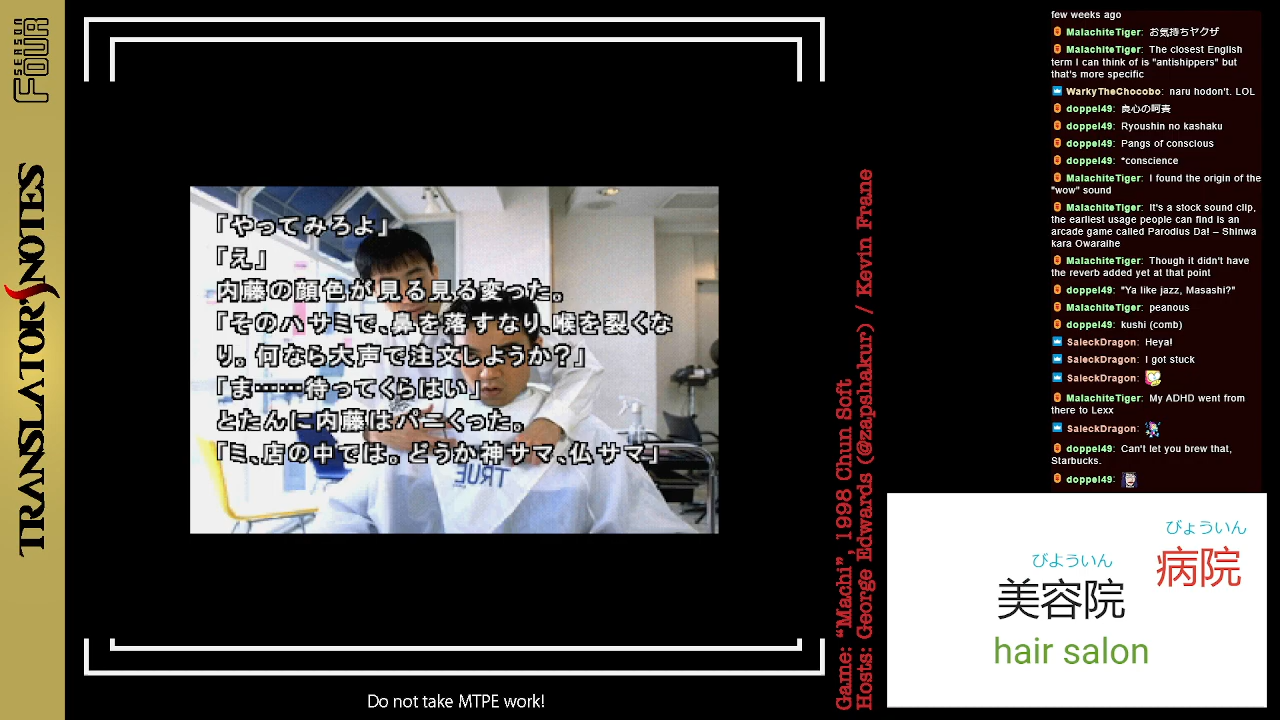 SEASON
FOUR
TRANSLATOR'S NOTES
「やってみろよ」
「え」
内藤の顔色が見る見る変った。
「そのハサミで、鼻を落すなり、喉を裂くな
り。何なら大声で注文しようか？」
「ま……待ってくらはい」
とたんに内藤はパニくった。
「ミ、店の中では。どうか神サマ、仏サマ」
TRUE
Do not take MTPE work!
Game: “Machi”, 1998 Chun Soft
Hosts: George Edwards (@zapshakur) / Kevin Frane
few weeks ago
MalachiteTiger: お気持ちヤクザ
MalachiteTiger: The closest English
term I can think of is "antishippers" but
that's more specific
WarkyTheChocobo: naru hodon't. LOL
doppel49: 良心の呵責
doppel49: Ryoushin no kashaku
doppel49: Pangs of conscious
doppel49: *conscience
MalachiteTiger: I found the origin of the
"wow" sound
MalachiteTiger: It's a stock sound clip,
the earliest usage people can find is an
arcade game called Parodius Da! – Shinwa
kara Owaraihe
MalachiteTiger: Though it didn't have
the reverb added yet at that point
doppel49: "Ya like jazz, Masashi?"
MalachiteTiger: peanous
doppel49: kushi (comb)
SaleckDragon: Heya!
SaleckDragon: I got stuck
SaleckDragon:
MalachiteTiger: My ADHD went from
there to Lexx
SaleckDragon:
doppel49: Can't let you brew that,
Starbucks.
doppel49:
びょういん
病院
びよういん
美容院
hair salon